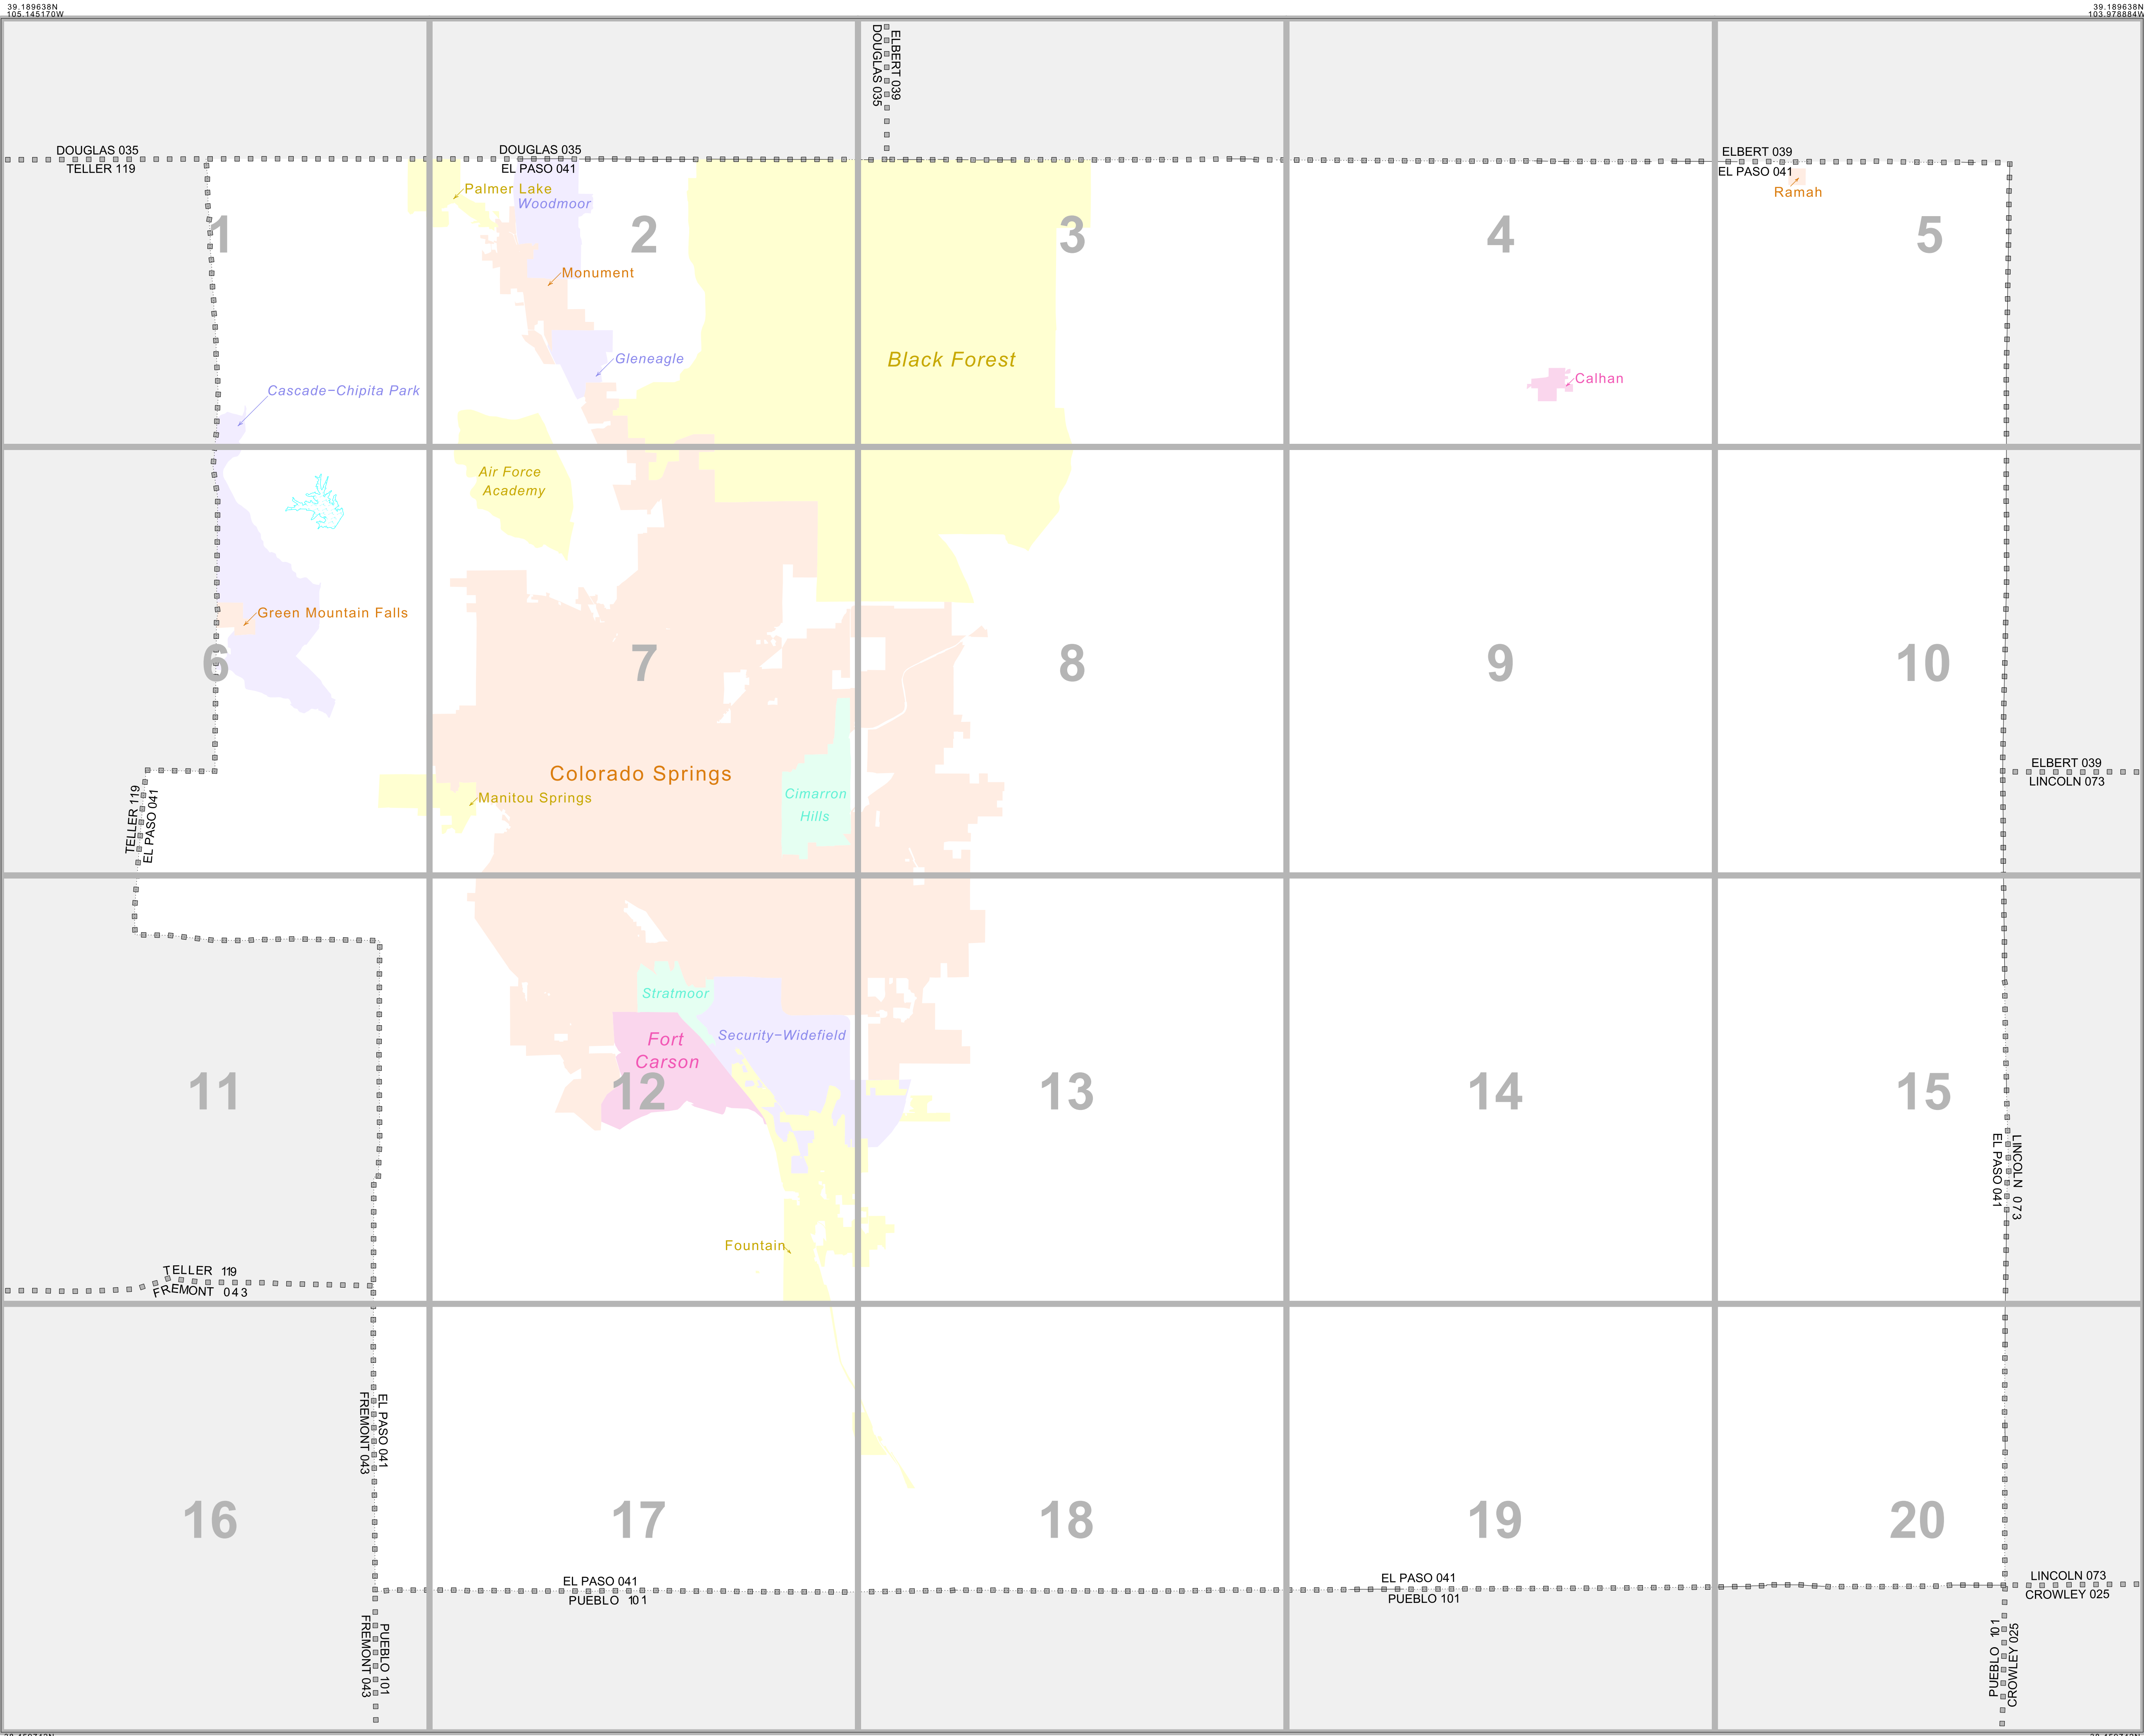 39.189638N
105.145170W
39.189638N
103.978884W
DOUGLAS 035
ELBERT 039
DOUGLAS 035
TELLER 119
DOUGLAS 035
EL PASO 041
ELBERT 039
EL PASO 041
Palmer Lake
Woodmoor
Ramah
1
2
3
4
5
Monument
Gleneagle
Black Forest
Calhan
Cascade-Chipita Park
Air Force
Academy
Green Mountain Falls
6
7
8
9
10
Colorado Springs
Manitou Springs
Cimarron
Hills
TELLER 119
EL PASO 041
ELBERT 039
LINCOLN 073
Stratmoor
Security-Widefield
Fort
Carson
11
12
13
14
15
EL PASO 041
LINCOLN 073
Fountain
TELLER 119
FREMONT 043
FREMONT 043
EL PASO 041
16
17
18
19
20
EL PASO 041
PUEBLO 101
EL PASO 041
PUEBLO 101
LINCOLN 073
CROWLEY 025
FREMONT 043
PUEBLO 101
PUEBLO 101
CROWLEY 025